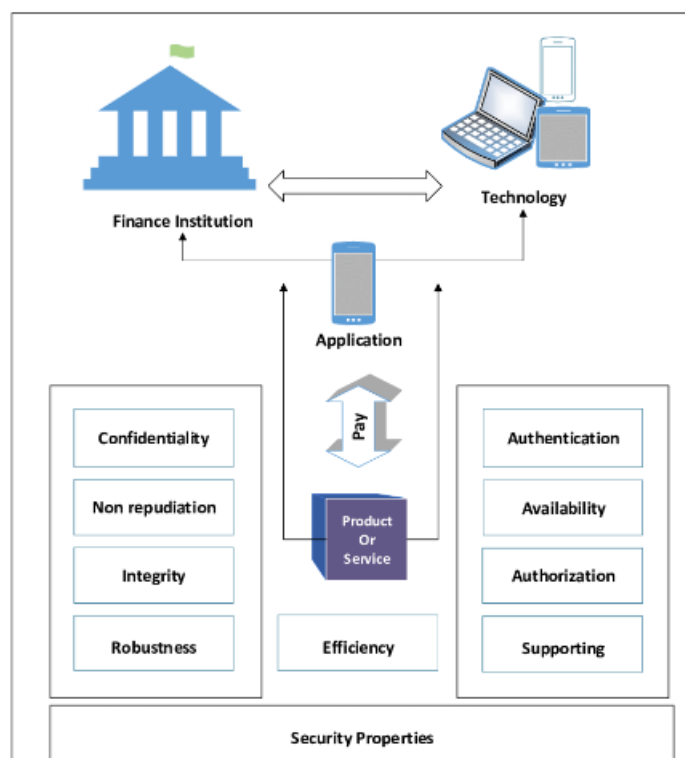 Finance Institution
Technology
Application
Pay
Confidentiality
Non repudiation
Integrity
Robustness
Product
Or
Service
Efficiency
Authentication
Availability
Authorization
Supporting
Security Properties